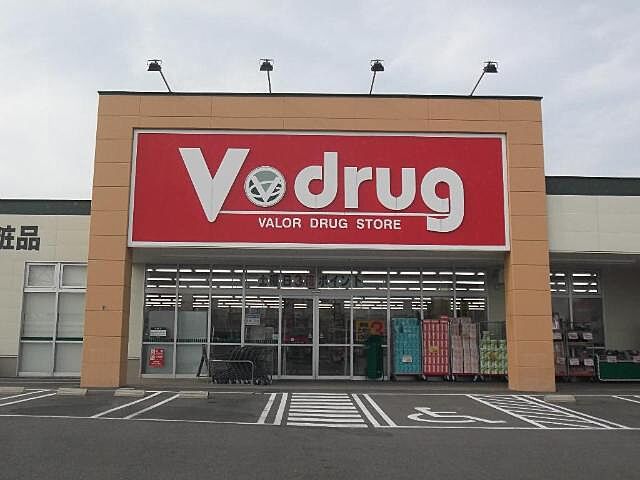 V drug
VALOR DRUG STORE
粧品